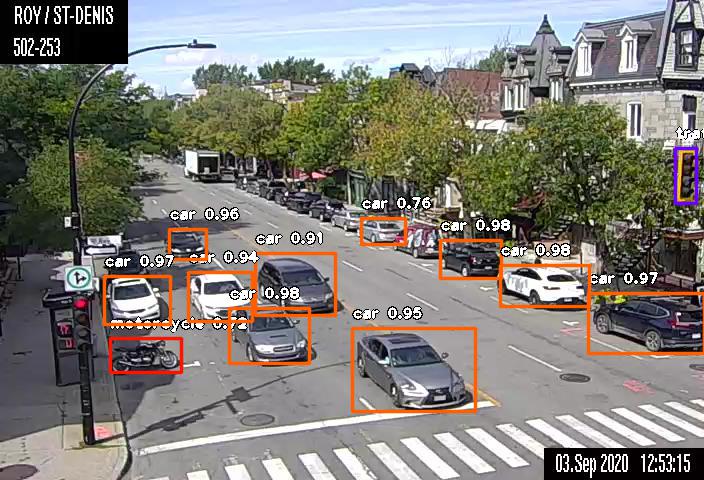 ROY / ST-DENIS
502-253
tra
car 0.76
car 0.96
car 0.98
car 0.91
car 0.98
car 0.97
car 0.94
car 0.97
car 0.98
car 0.95
motorcycle 0.72
03.Sep 2020 12:53:15